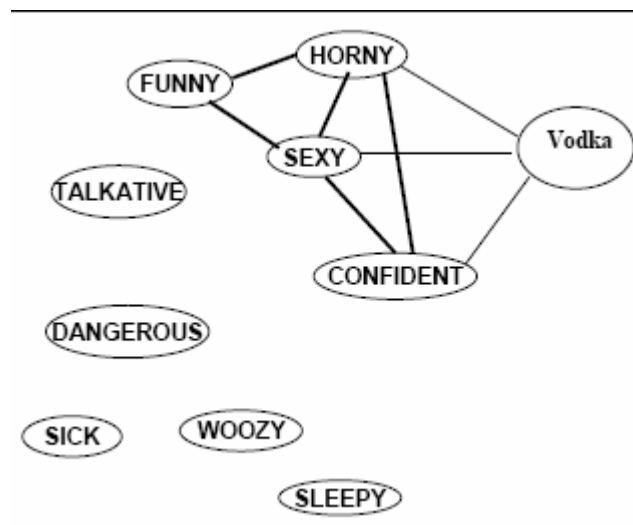 HORNY
FUNNY
Vodka
SEXY
TALKATIVE
CONFIDENT
DANGEROUS
SICK
WOOZY
SLEEPY